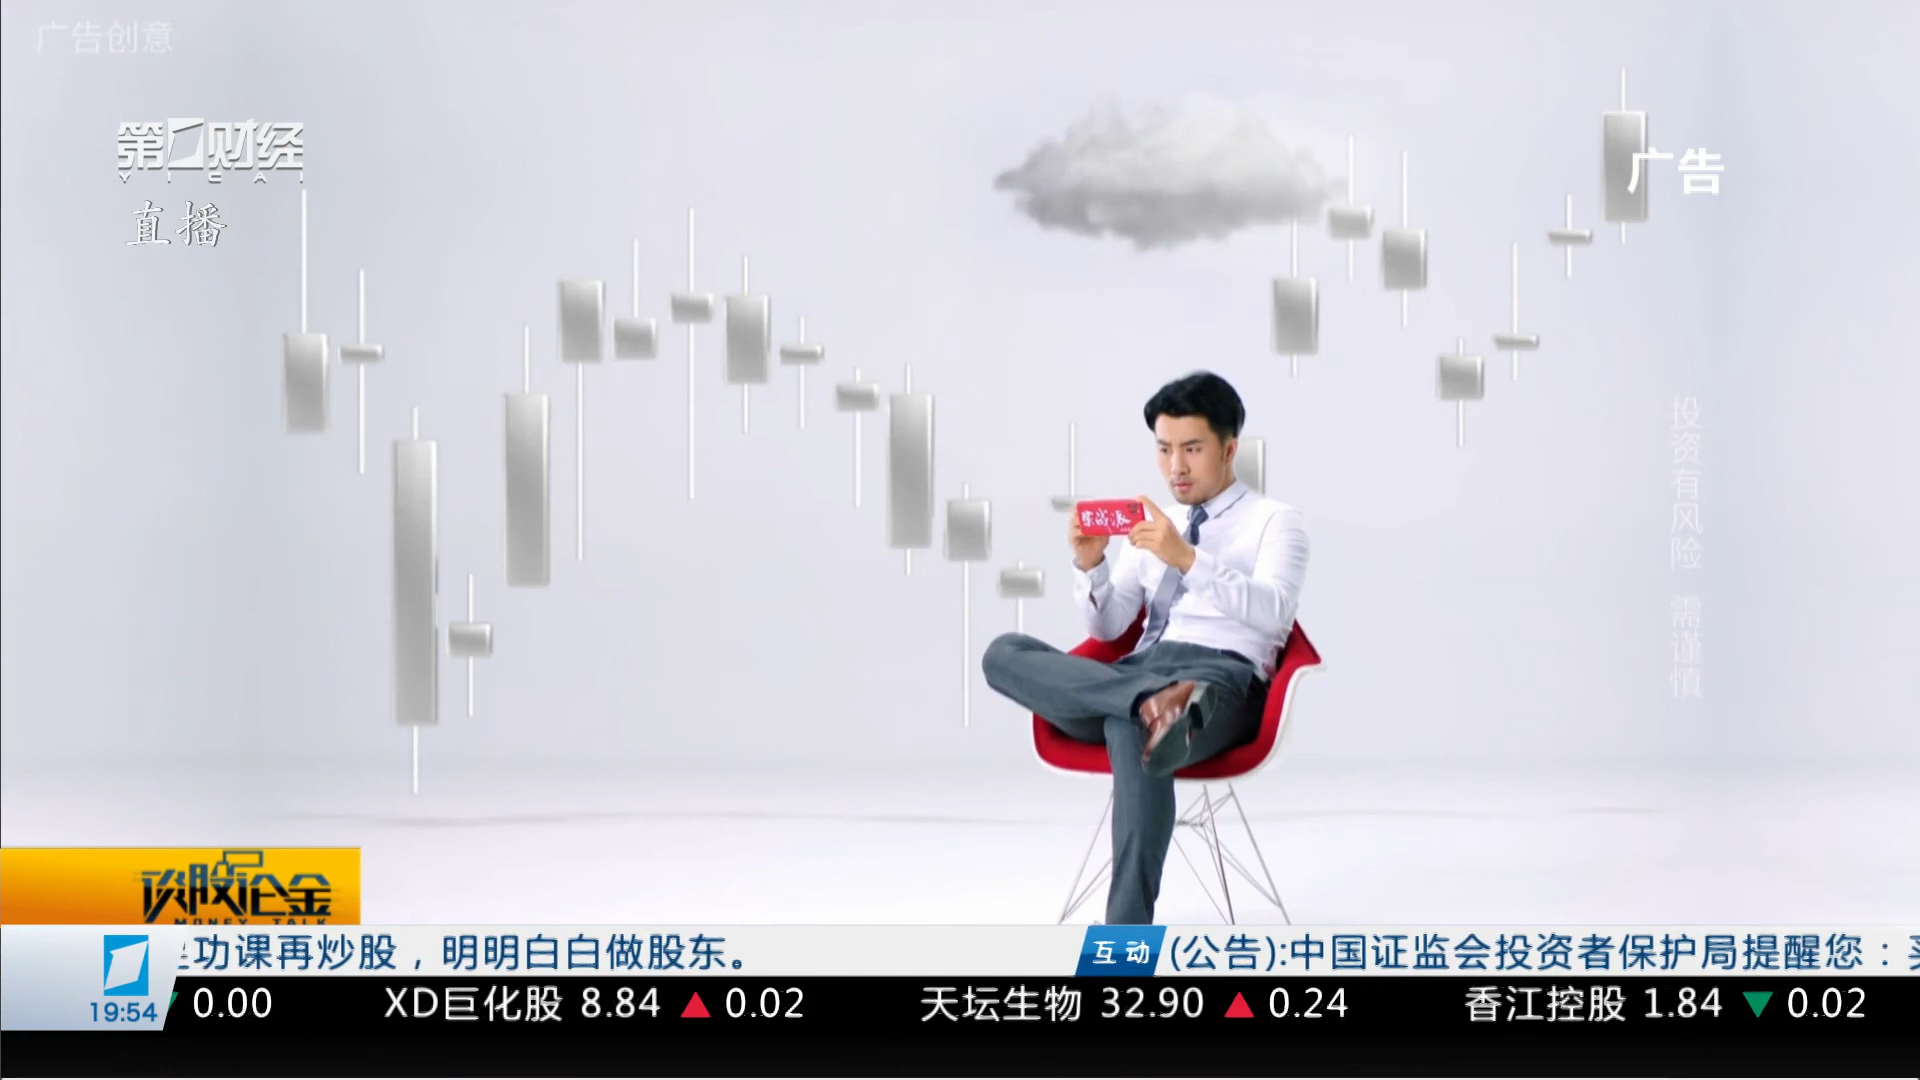 广告创意
第1财经
YICAI
直播
广告
投资有风险 需谨慎
谈股论金
MONEY TALK
功课再炒股，明明白白做股东。
互动 (公告):中国证监会投资者保护局提醒您：
19:54
0.00 XD巨化股 8.84 ▲ 0.02 天坛生物 32.90 ▲ 0.24 香江控股 1.84 ▼ 0.02